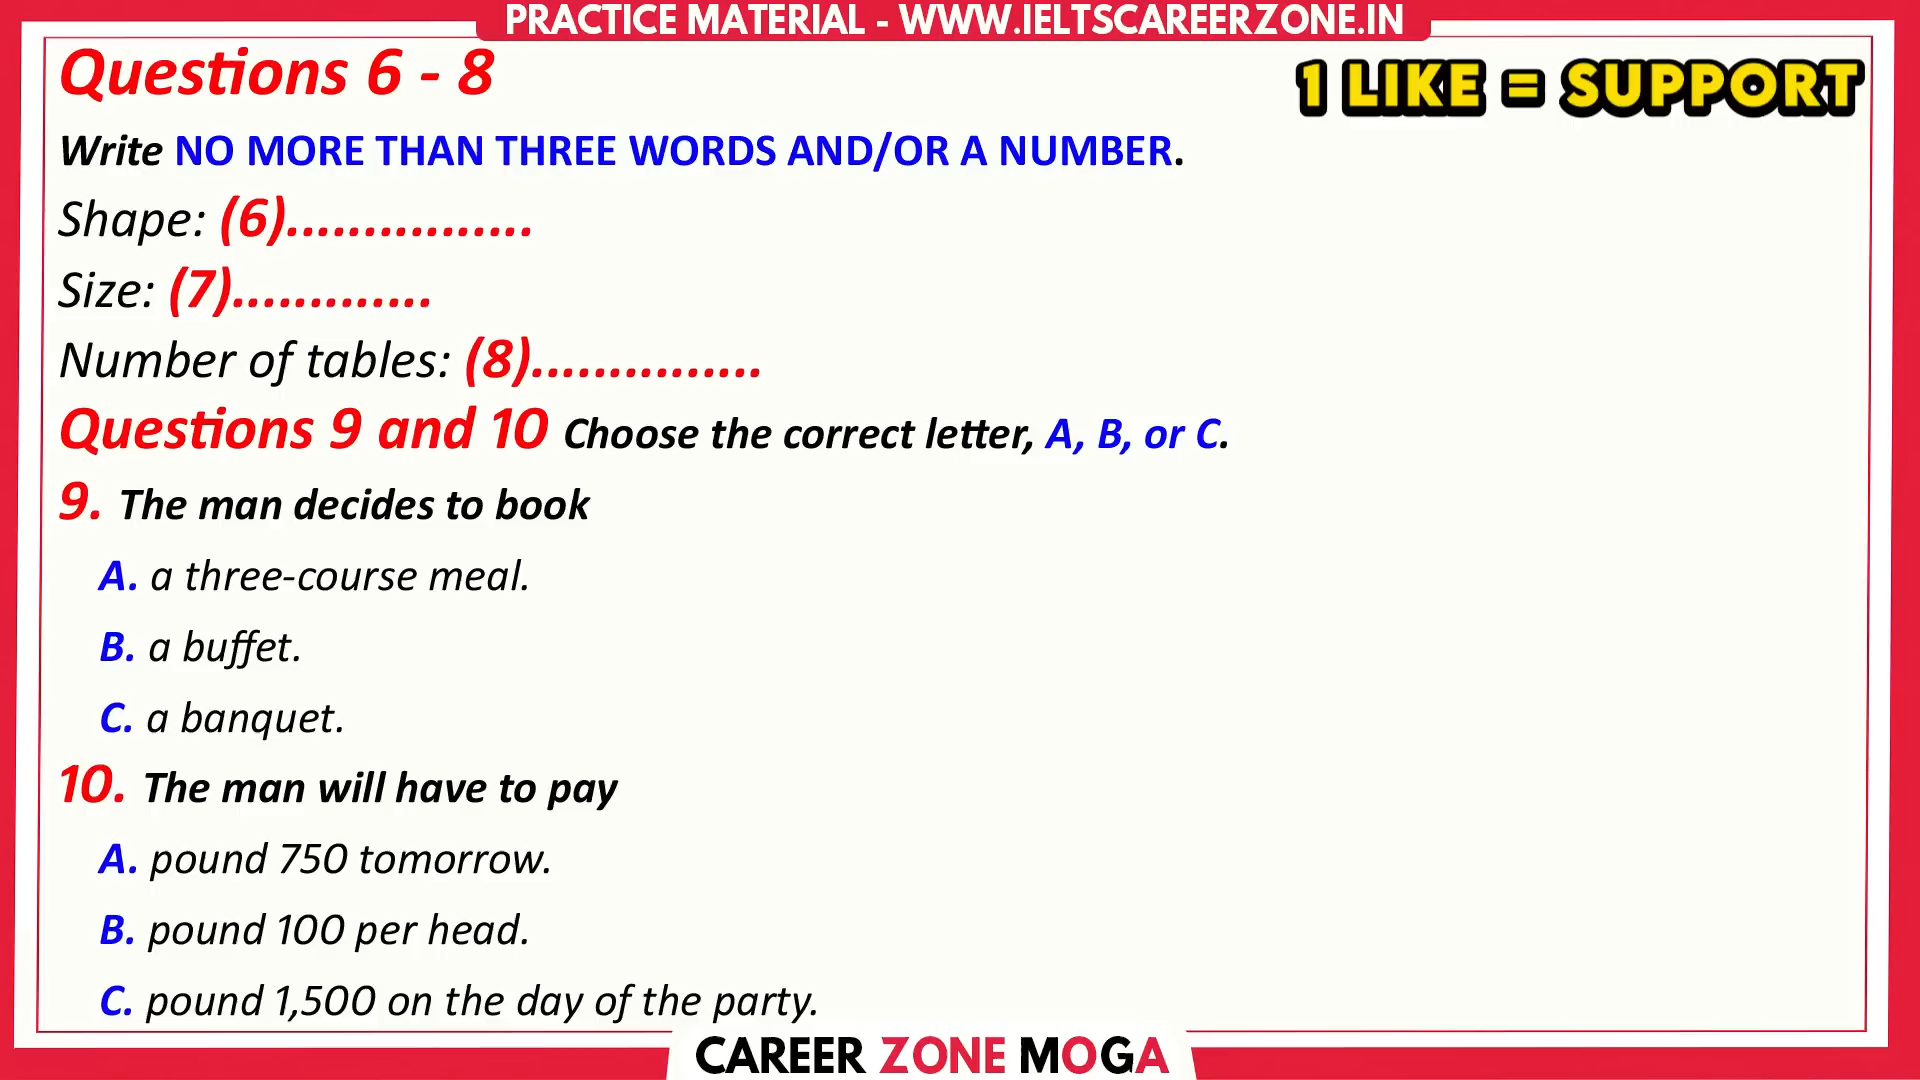 PRACTICE MATERIAL - WWW.IELTSCAREERZONE.IN
Questions 6 - 8
1 LIKE = SUPPORT
Write NO MORE THAN THREE WORDS AND/OR A NUMBER.
Shape: (6)................
Size: (7).............
Number of tables: (8)...............
Questions 9 and 10 Choose the correct letter, A, B, or C.
9. The man decides to book
A. a three-course meal.
B. a buffet.
C. a banquet.
10. The man will have to pay
A. pound 750 tomorrow.
B. pound 100 per head.
C. pound 1,500 on the day of the party.
CAREER ZONE MOGA